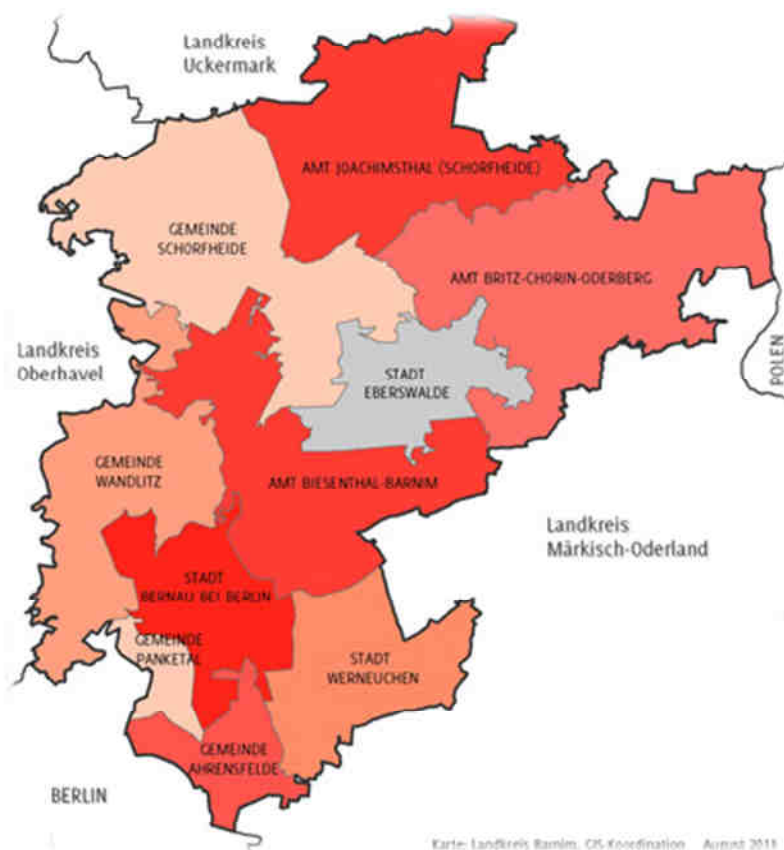 Landkreis
Uckermark
AMT JOACHIMSTHAL (SCHORFHEIDE)
GEMEINDE
SCHORFHEIDE
AMT BRITZ-CHORIN-ODERBERG
Landkreis
Oberhavel
POLEN
STADT
EBERSWALDE
GEMEINDE
WANDLITZ
AMT BIESENTHAL-BARNIM
Landkreis
Märkisch-Oderland
STADT
BERNAU BEI BERLIN
GEMEINDE
PANKETAL
STADT
WERNEUCHEN
GEMEINDE
AHRENSFELDE
BERLIN
Karte: Landkreis Barnim, GIS-Koordination August 2018